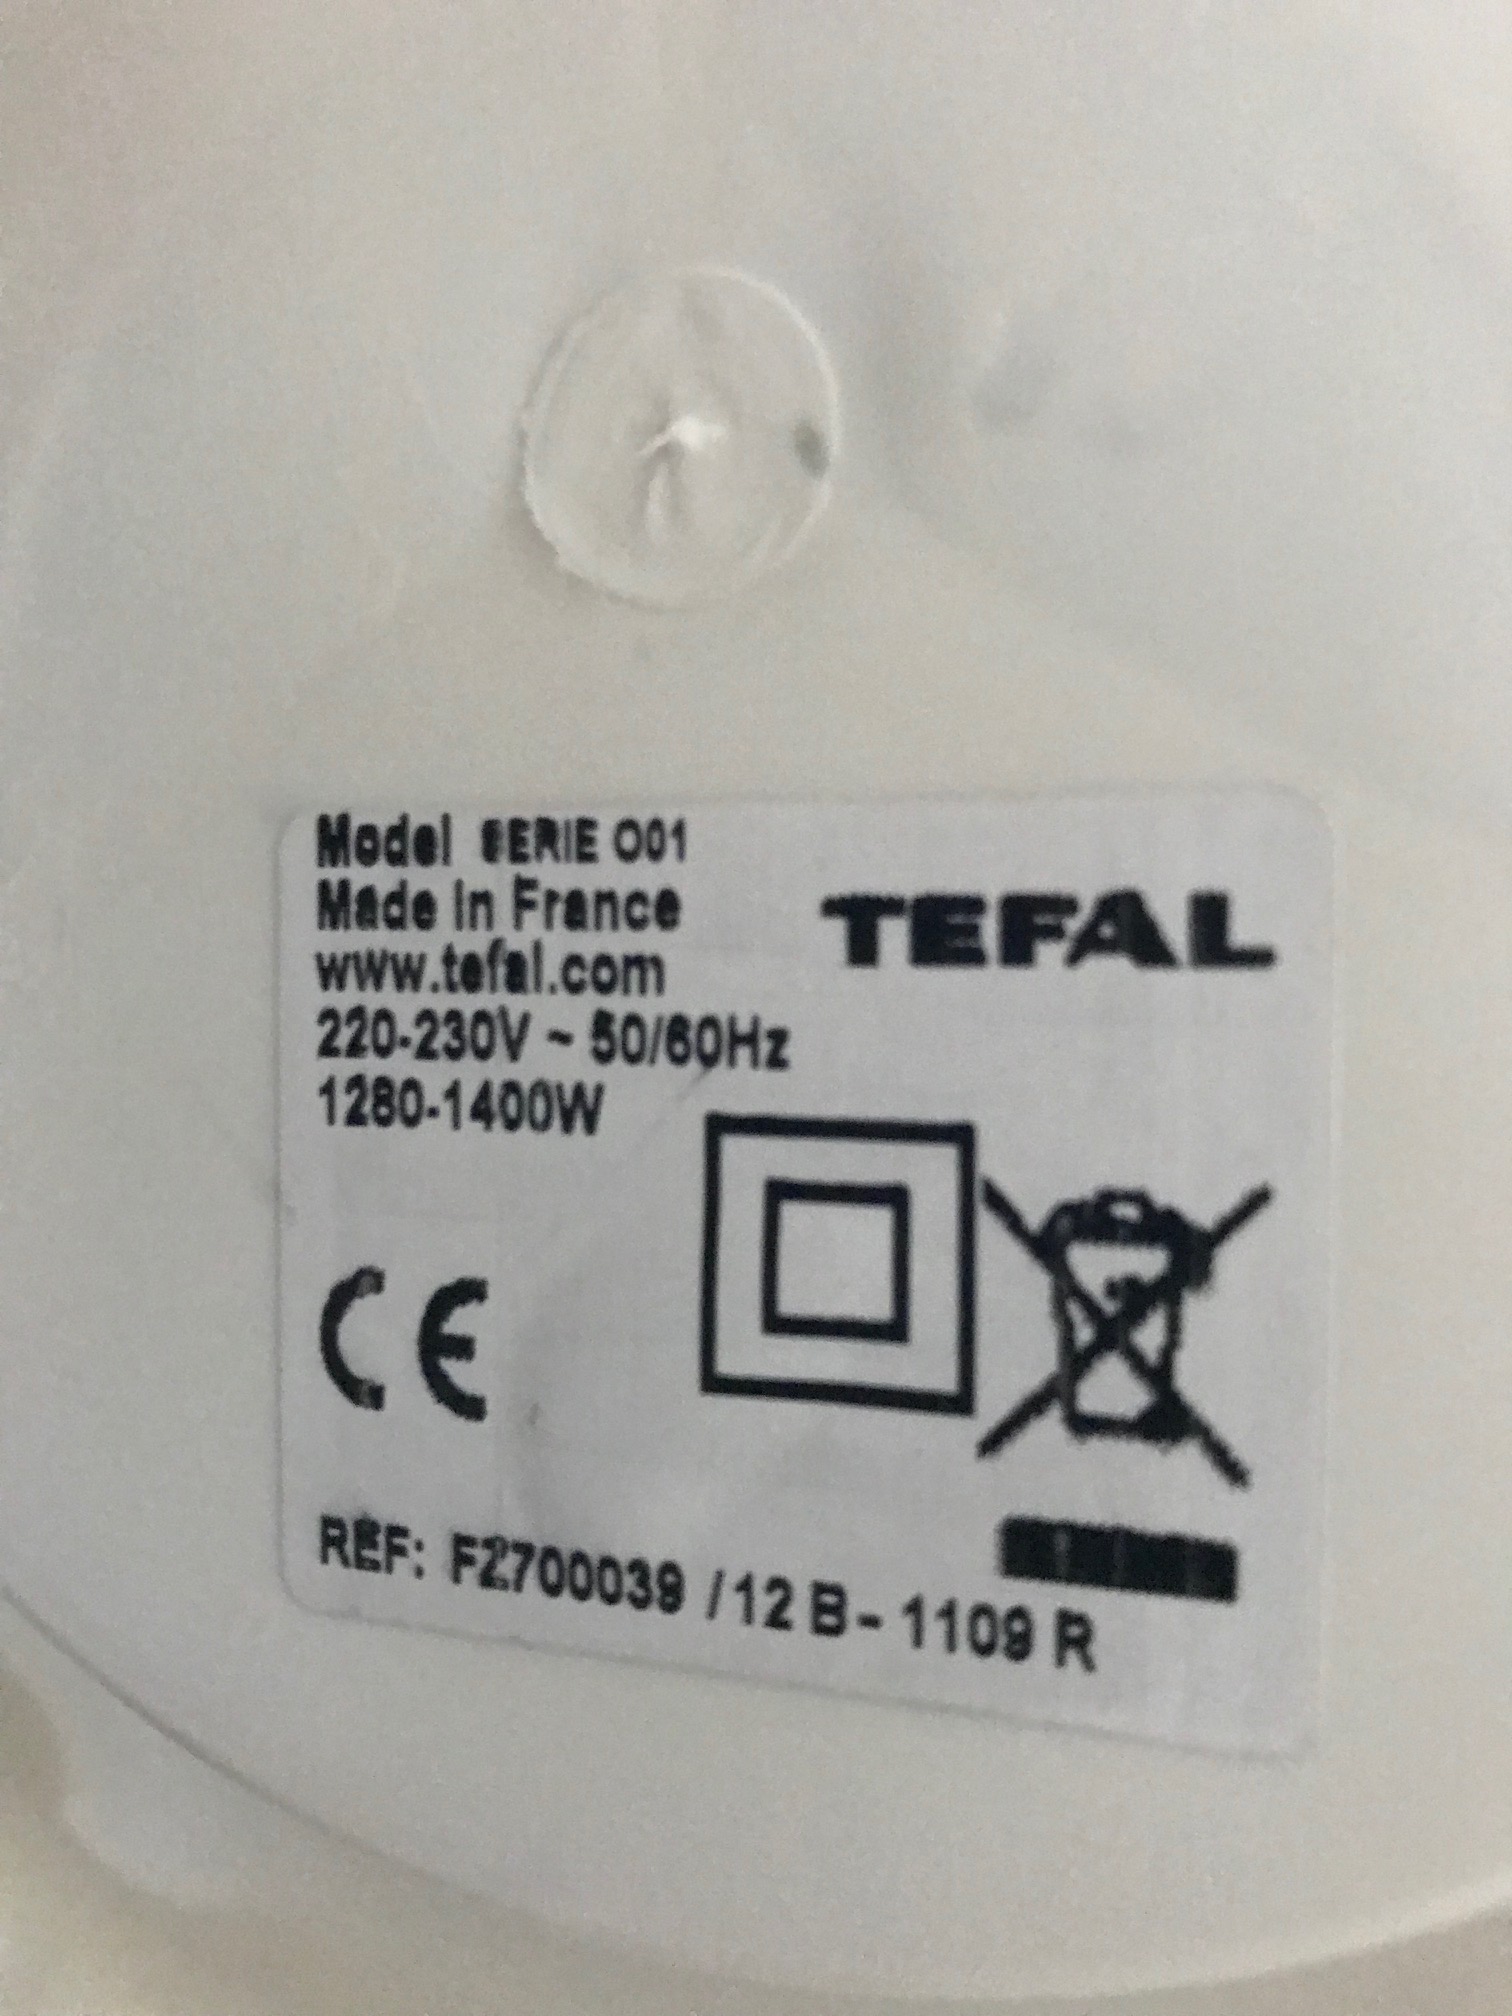 Model SERIE O01
Made in France
www.tefal.com
220-230V ~ 50/60Hz
1280-1400W
TEFAL
CE
REF: FZ700039 /12 B- 1109 R